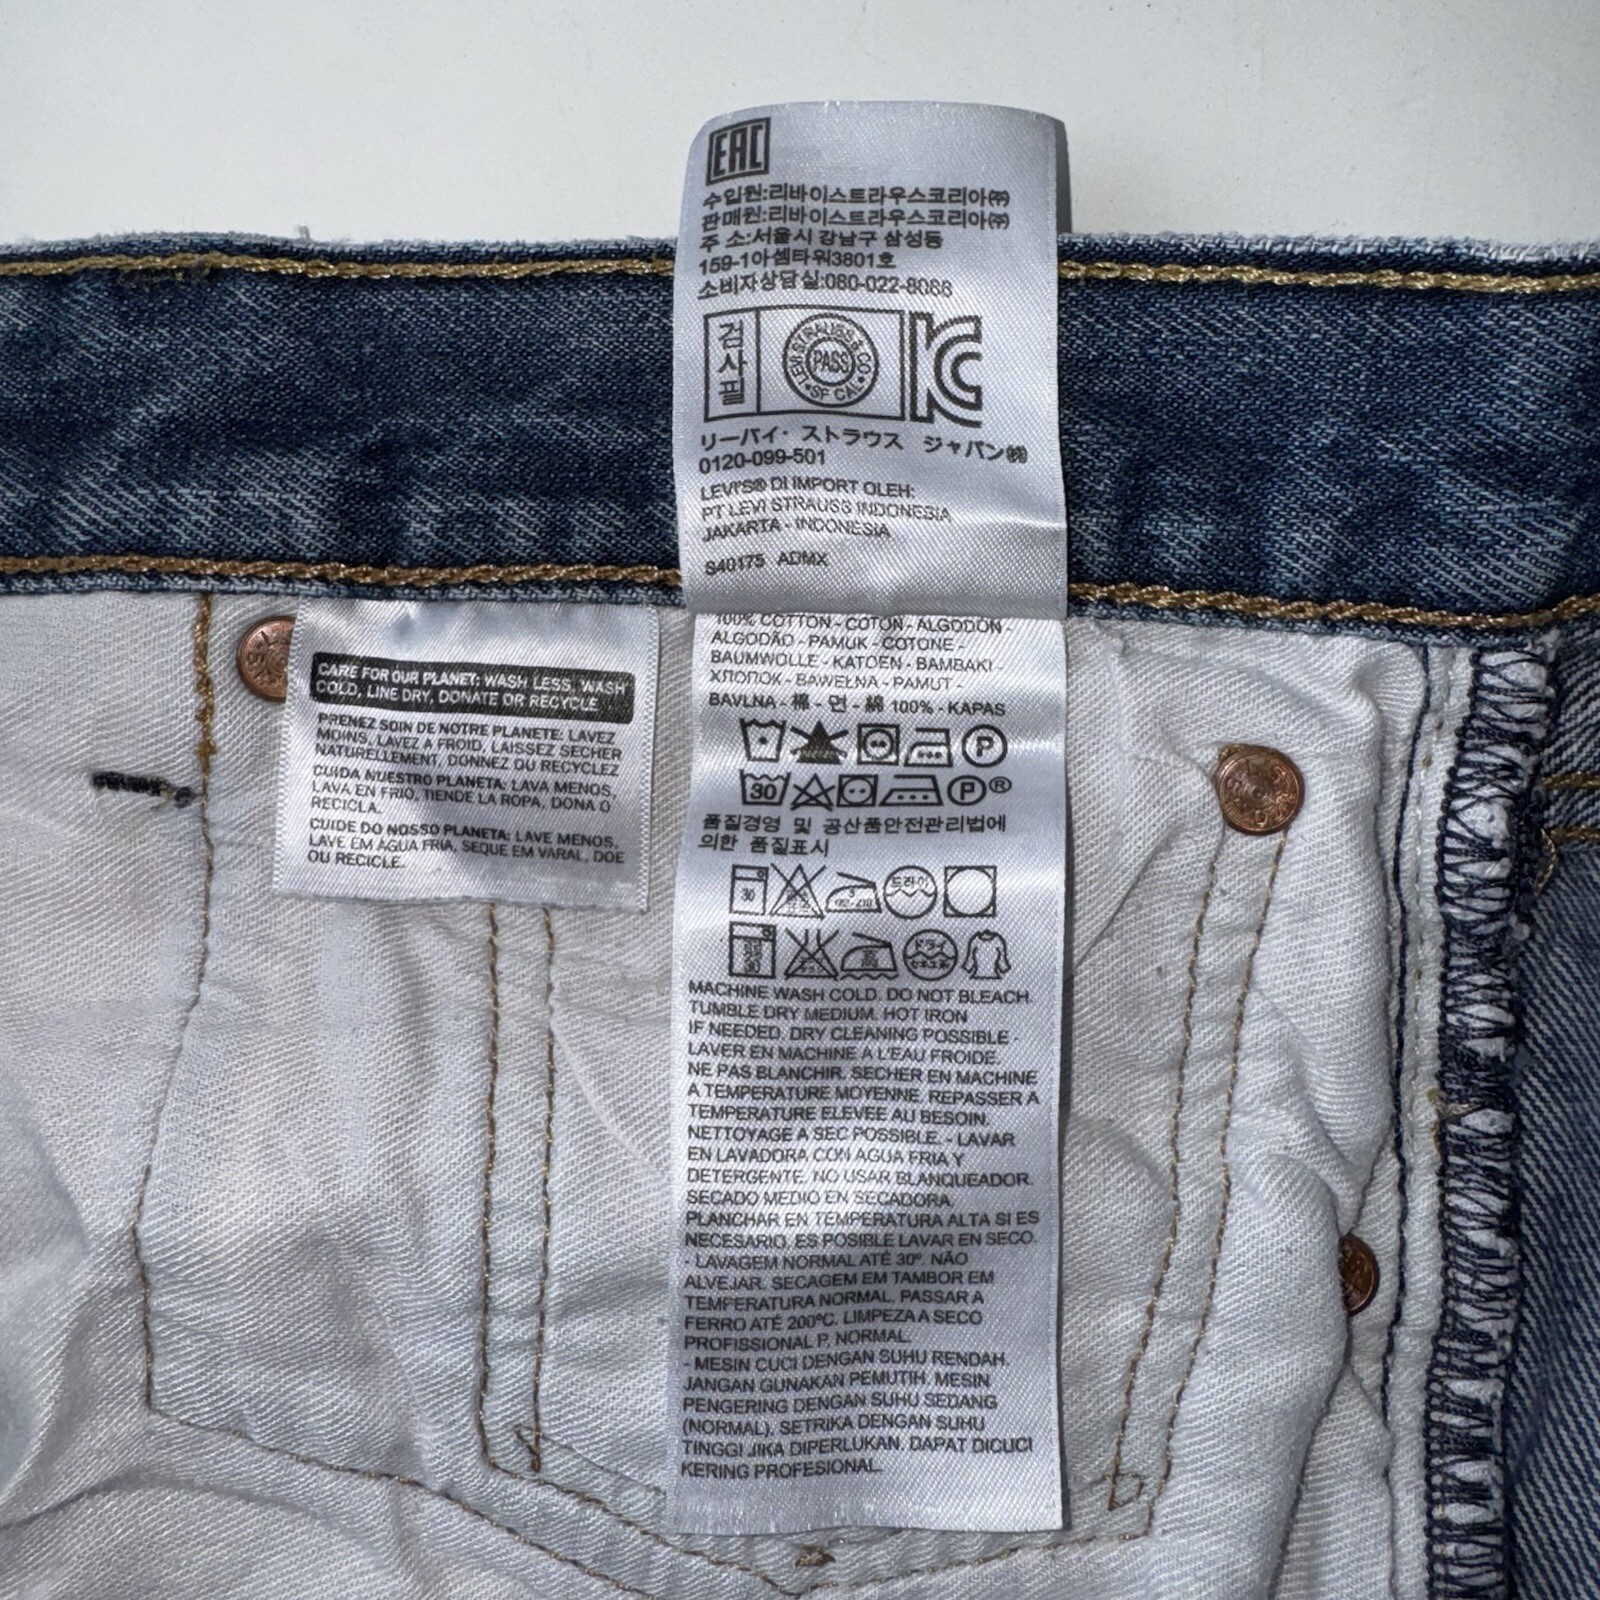 EAC
수입원:리바이스트라우스코리아㈜
판매원:리바이스트라우스코리아㈜
주 소:서울시 강남구 삼성동
159-1아셈타워3801호
소비자상담실:080-022-8088
검사필
LEVI STRAUSS & CO
PASS
SF CAL
KC
リーバイ・ストラウス ジャパン㈱
0120-099-501
LEVI'S® DI IMPORT OLEH:
PT LEVI STRAUSS INDONESIA
JAKARTA - INDONESIA
S40175 ADMX
CARE FOR OUR PLANET: WASH LESS, WASH
COLD, LINE DRY, DONATE OR RECYCLE
PRENEZ SOIN DE NOTRE PLANETE: LAVEZ
MOINS, LAVEZ A FROID, LAISSEZ SECHER
NATURELLEMENT, DONNEZ OU RECYCLEZ
CUIDA NUESTRO PLANETA: LAVA MENOS,
LAVA EN FRIO, TIENDE LA ROPA, DONA O
RECICLA.
CUIDE DO NOSSO PLANETA: LAVE MENOS,
LAVE EM AGUA FRIA, SEQUE EM VARAL, DOE
OU RECICLE.
100% COTTON - COTON - ALGODON -
ALGODÃO - PAMUK - COTONE -
BAUMWOLLE - KATOEN - BAMBAKI -
ХЛОПОК - BAWEŁNA - PAMUT -
BAVLNA - 棉 - 면 - 綿 100% - KAPAS
P
30 P®
품질경영 및 공산품안전관리법에
의한 품질표시
30 드라이
ドライ
MACHINE WASH COLD. DO NOT BLEACH.
TUMBLE DRY MEDIUM. HOT IRON
IF NEEDED. DRY CLEANING POSSIBLE -
LAVER EN MACHINE A L'EAU FROIDE.
NE PAS BLANCHIR. SECHER EN MACHINE
A TEMPERATURE MOYENNE. REPASSER A
TEMPERATURE ELEVEE AU BESOIN.
NETTOYAGE A SEC POSSIBLE. - LAVAR
EN LAVADORA CON AGUA FRIA Y
DETERGENTE. NO USAR BLANQUEADOR.
SECADO MEDIO EN SECADORA.
PLANCHAR EN TEMPERATURA ALTA SI ES
NECESARIO. ES POSIBLE LAVAR EN SECO.
- LAVAGEM NORMAL ATÉ 30º. NÃO
ALVEJAR. SECAGEM EM TAMBOR EM
TEMPERATURA NORMAL. PASSAR A
FERRO ATÉ 200ºC. LIMPEZA A SECO
PROFISSIONAL P, NORMAL.
- MESIN CUCI DENGAN SUHU RENDAH.
JANGAN GUNAKAN PEMUTIH. MESIN
PENGERING DENGAN SUHU SEDANG
(NORMAL). SETRIKA DENGAN SUHU
TINGGI JIKA DIPERLUKAN. DAPAT DICUCI
KERING PROFESIONAL.